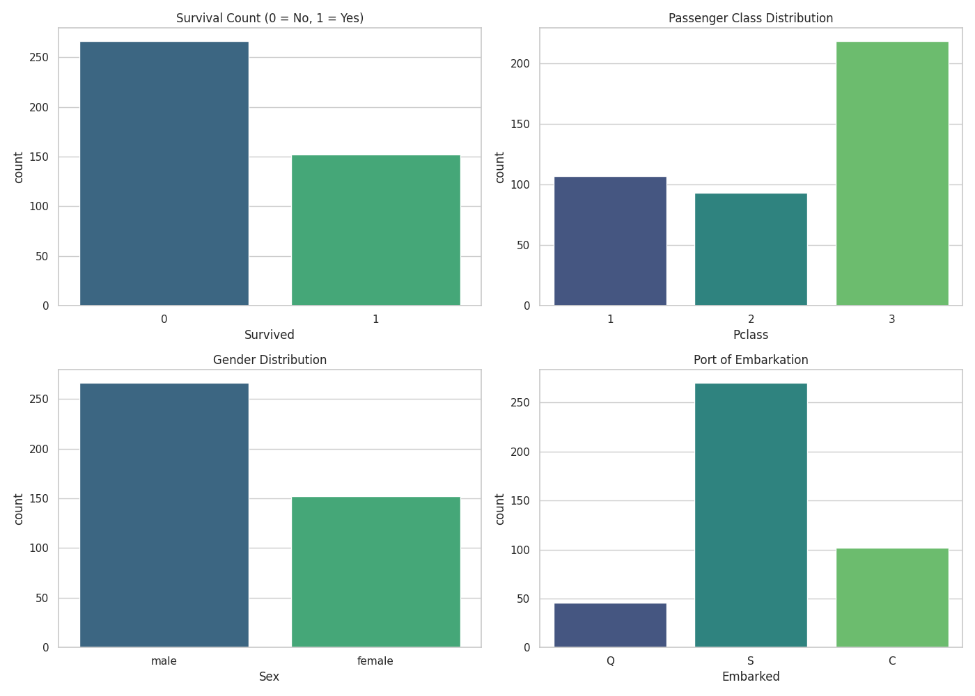 Survival Count (0 = No, 1 = Yes)
250
200
150
100
50
0
count
0 1
Survived
Passenger Class Distribution
200
150
100
50
0
count
1 2 3
Pclass
Gender Distribution
250
200
150
100
50
0
count
male female
Sex
Port of Embarkation
250
200
150
100
50
0
count
Q S C
Embarked